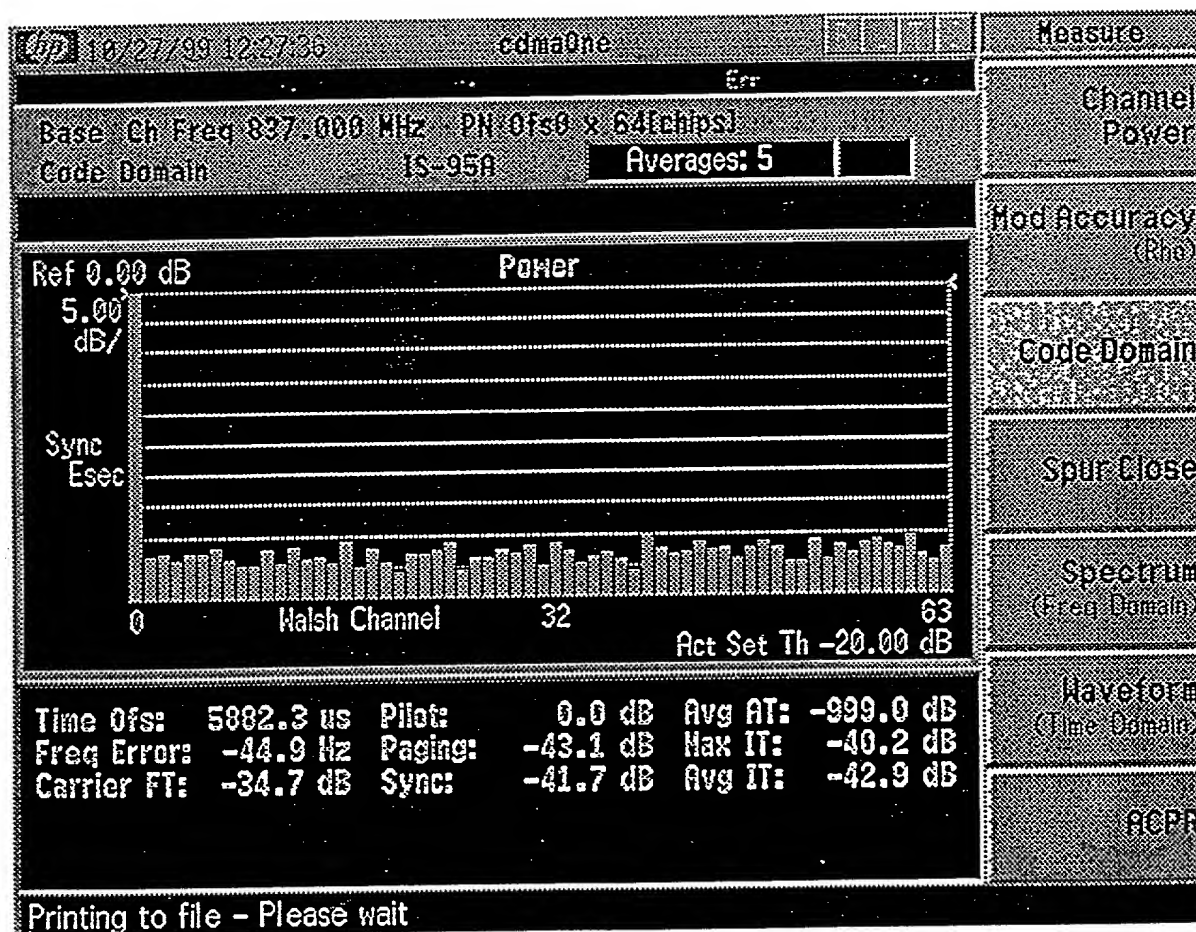 hp 10/27/99 12:27:36 cdmaOne Measure
Err
Base Ch Freq 837.000 MHz PN:Ofs0 x 64[chips]
Code Domain IS-95A Averages: 5
Channel
Power
Mod Accuracy
(Rho)
Code Domain
Spur Close
Spectrum
(Freq Domain)
Waveform
(Time Domain)
ACPR
Ref 0.00 dB Power
5.00
dB/
Sync
Esec
0 Walsh Channel 32 63
Act Set Th -20.00 dB
Time Ofs: 5882.3 us Pilot: 0.0 dB Avg AT: -999.0 dB
Freq Error: -44.9 Hz Paging: -43.1 dB Max IT: -40.2 dB
Carrier FT: -34.7 dB Sync: -41.7 dB Avg IT: -42.9 dB
Printing to file - Please wait